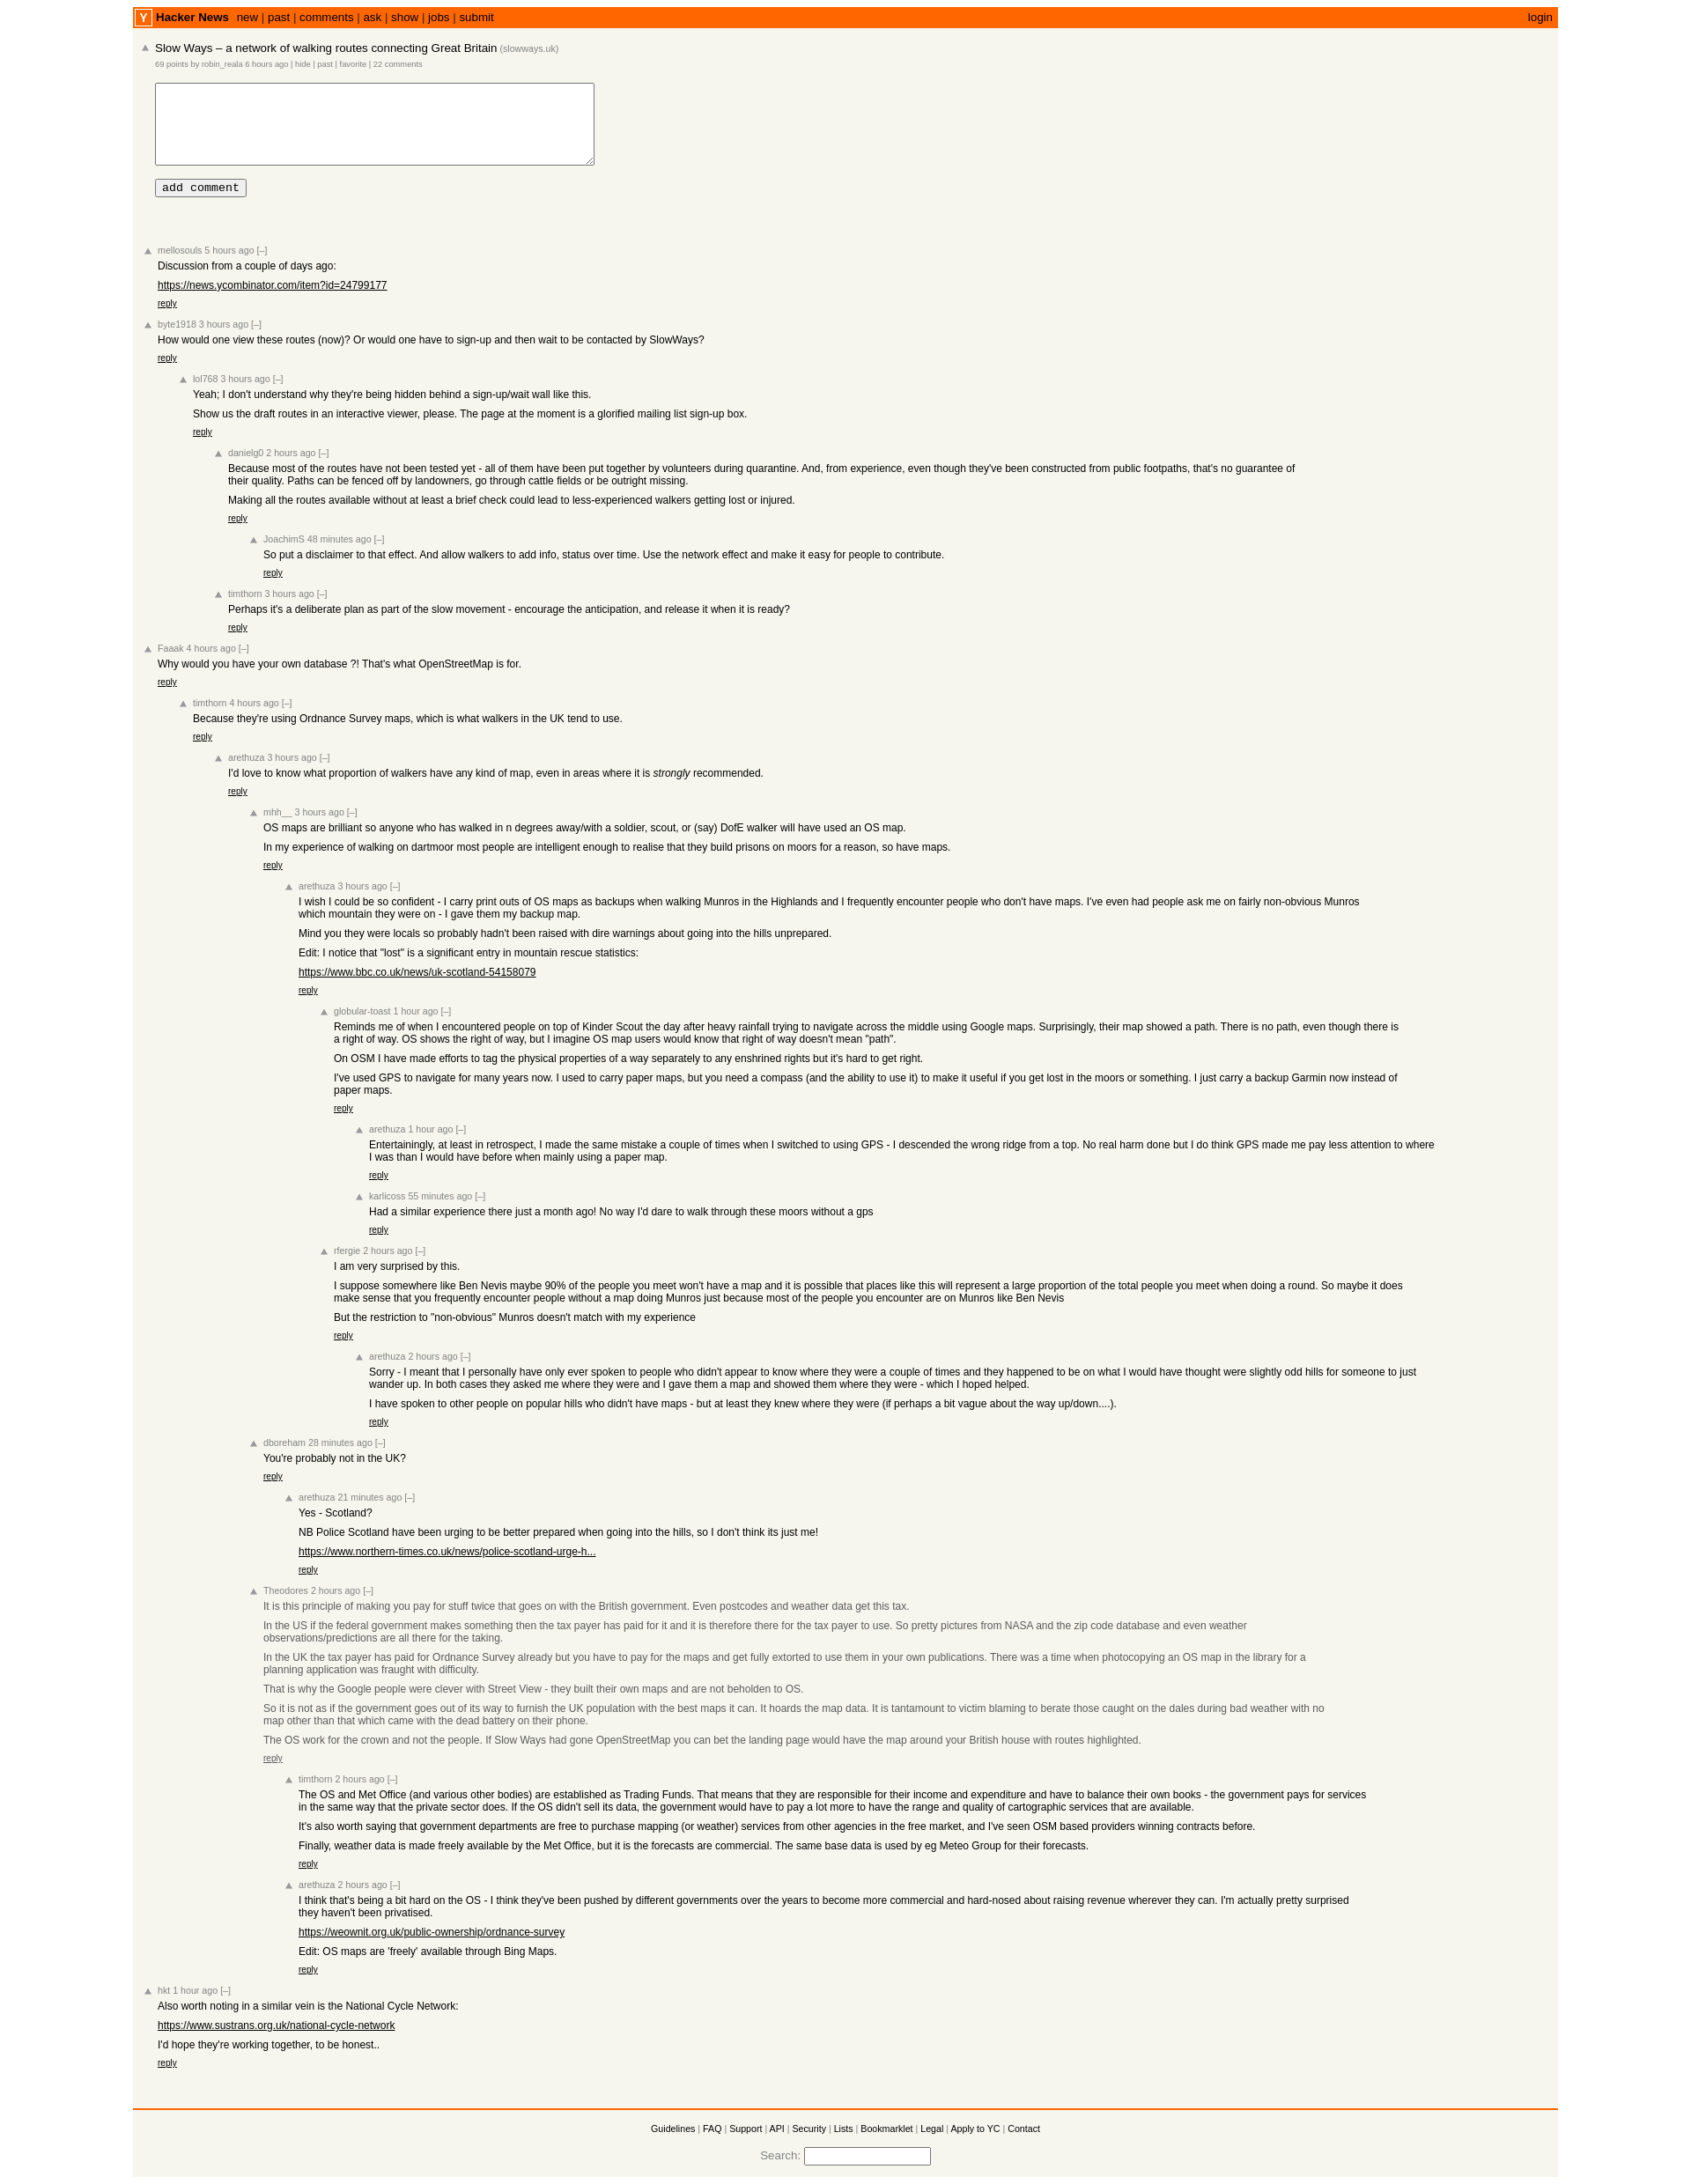 Hacker News new | past | comments | ask | show | jobs | submit login
Slow Ways – a network of walking routes connecting Great Britain (slowways.uk)
69 points by robin_reala 6 hours ago | hide | past | favorite | 22 comments
add comment
mellosouls 5 hours ago [–]
Discussion from a couple of days ago:
https://news.ycombinator.com/item?id=24799177
reply
byte1918 3 hours ago [–]
How would one view these routes (now)? Or would one have to sign-up and then wait to be contacted by SlowWays?
reply
lol768 3 hours ago [–]
Yeah; I don't understand why they're being hidden behind a sign-up/wait wall like this.
Show us the draft routes in an interactive viewer, please. The page at the moment is a glorified mailing list sign-up box.
reply
danielg0 2 hours ago [–]
Because most of the routes have not been tested yet - all of them have been put together by volunteers during quarantine. And, from experience, even though they've been constructed from public footpaths, that's no guarantee of
their quality. Paths can be fenced off by landowners, go through cattle fields or be outright missing.
Making all the routes available without at least a brief check could lead to less-experienced walkers getting lost or injured.
reply
JoachimS 48 minutes ago [–]
So put a disclaimer to that effect. And allow walkers to add info, status over time. Use the network effect and make it easy for people to contribute.
reply
timthorn 3 hours ago [–]
Perhaps it's a deliberate plan as part of the slow movement - encourage the anticipation, and release it when it is ready?
reply
Faaak 4 hours ago [–]
Why would you have your own database ?! That's what OpenStreetMap is for.
reply
timthorn 4 hours ago [–]
Because they're using Ordnance Survey maps, which is what walkers in the UK tend to use.
reply
arethuza 3 hours ago [–]
I'd love to know what proportion of walkers have any kind of map, even in areas where it is strongly recommended.
reply
mhh__ 3 hours ago [–]
OS maps are brilliant so anyone who has walked in n degrees away/with a soldier, scout, or (say) DofE walker will have used an OS map.
In my experience of walking on dartmoor most people are intelligent enough to realise that they build prisons on moors for a reason, so have maps.
reply
arethuza 3 hours ago [–]
I wish I could be so confident - I carry print outs of OS maps as backups when walking Munros in the Highlands and I frequently encounter people who don't have maps. I've even had people ask me on fairly non-obvious Munros
which mountain they were on - I gave them my backup map.
Mind you they were locals so probably hadn't been raised with dire warnings about going into the hills unprepared.
Edit: I notice that "lost" is a significant entry in mountain rescue statistics:
https://www.bbc.co.uk/news/uk-scotland-54158079
reply
globular-toast 1 hour ago [–]
Reminds me of when I encountered people on top of Kinder Scout the day after heavy rainfall trying to navigate across the middle using Google maps. Surprisingly, their map showed a path. There is no path, even though there is
a right of way. OS shows the right of way, but I imagine OS map users would know that right of way doesn't mean "path".
On OSM I have made efforts to tag the physical properties of a way separately to any enshrined rights but it's hard to get right.
I've used GPS to navigate for many years now. I used to carry paper maps, but you need a compass (and the ability to use it) to make it useful if you get lost in the moors or something. I just carry a backup Garmin now instead of
paper maps.
reply
arethuza 1 hour ago [–]
Entertainingly, at least in retrospect, I made the same mistake a couple of times when I switched to using GPS - I descended the wrong ridge from a top. No real harm done but I do think GPS made me pay less attention to where
I was than I would have before when mainly using a paper map.
reply
karlicoss 55 minutes ago [–]
Had a similar experience there just a month ago! No way I'd dare to walk through these moors without a gps
reply
rfergie 2 hours ago [–]
I am very surprised by this.
I suppose somewhere like Ben Nevis maybe 90% of the people you meet won't have a map and it is possible that places like this will represent a large proportion of the total people you meet when doing a round. So maybe it does
make sense that you frequently encounter people without a map doing Munros just because most of the people you encounter are on Munros like Ben Nevis
But the restriction to "non-obvious" Munros doesn't match with my experience
reply
arethuza 2 hours ago [–]
Sorry - I meant that I personally have only ever spoken to people who didn't appear to know where they were a couple of times and they happened to be on what I would have thought were slightly odd hills for someone to just
wander up. In both cases they asked me where they were and I gave them a map and showed them where they were - which I hoped helped.
I have spoken to other people on popular hills who didn't have maps - but at least they knew where they were (if perhaps a bit vague about the way up/down....).
reply
dboreham 28 minutes ago [–]
You're probably not in the UK?
reply
arethuza 21 minutes ago [–]
Yes - Scotland?
NB Police Scotland have been urging to be better prepared when going into the hills, so I don't think its just me!
https://www.northern-times.co.uk/news/police-scotland-urge-h...
reply
Theodores 2 hours ago [–]
It is this principle of making you pay for stuff twice that goes on with the British government. Even postcodes and weather data get this tax.
In the US if the federal government makes something then the tax payer has paid for it and it is therefore there for the tax payer to use. So pretty pictures from NASA and the zip code database and even weather
observations/predictions are all there for the taking.
In the UK the tax payer has paid for Ordnance Survey already but you have to pay for the maps and get fully extorted to use them in your own publications. There was a time when photocopying an OS map in the library for a
planning application was fraught with difficulty.
That is why the Google people were clever with Street View - they built their own maps and are not beholden to OS.
So it is not as if the government goes out of its way to furnish the UK population with the best maps it can. It hoards the map data. It is tantamount to victim blaming to berate those caught on the dales during bad weather with no
map other than that which came with the dead battery on their phone.
The OS work for the crown and not the people. If Slow Ways had gone OpenStreetMap you can bet the landing page would have the map around your British house with routes highlighted.
reply
timthorn 2 hours ago [–]
The OS and Met Office (and various other bodies) are established as Trading Funds. That means that they are responsible for their income and expenditure and have to balance their own books - the government pays for services
in the same way that the private sector does. If the OS didn't sell its data, the government would have to pay a lot more to have the range and quality of cartographic services that are available.
It's also worth saying that government departments are free to purchase mapping (or weather) services from other agencies in the free market, and I've seen OSM based providers winning contracts before.
Finally, weather data is made freely available by the Met Office, but it is the forecasts are commercial. The same base data is used by eg Meteo Group for their forecasts.
reply
arethuza 2 hours ago [–]
I think that's being a bit hard on the OS - I think they've been pushed by different governments over the years to become more commercial and hard-nosed about raising revenue wherever they can. I'm actually pretty surprised
they haven't been privatised.
https://weownit.org.uk/public-ownership/ordnance-survey
Edit: OS maps are 'freely' available through Bing Maps.
reply
hkt 1 hour ago [–]
Also worth noting in a similar vein is the National Cycle Network:
https://www.sustrans.org.uk/national-cycle-network
I'd hope they're working together, to be honest..
reply
Guidelines | FAQ | Support | API | Security | Lists | Bookmarklet | Legal | Apply to YC | Contact
Search: